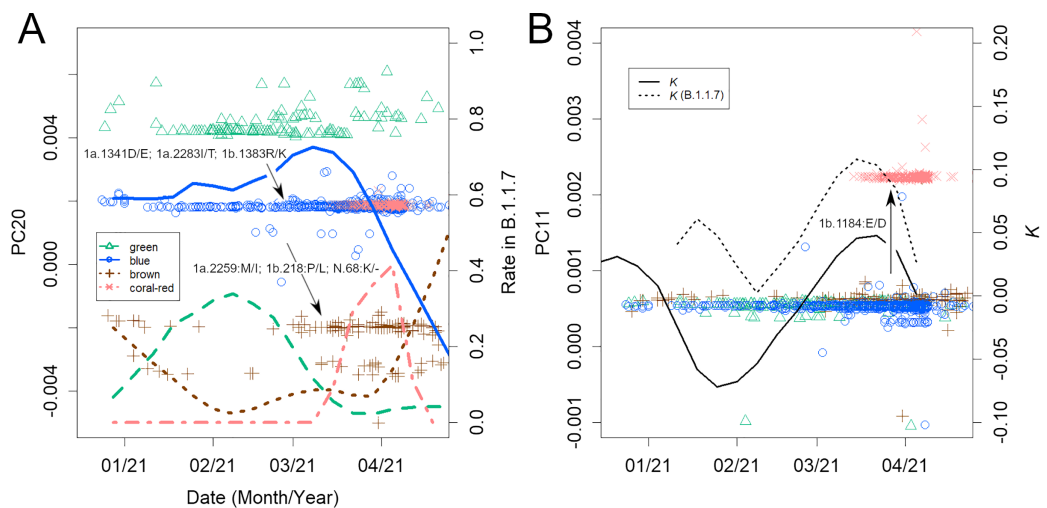 A
B
PC20
0.004
0.000
-0.004
1.0
0.8
0.6
0.4
0.2
0.0
Rate in B.1.1.7
1a.1341D/E; 1a.2283I/T; 1b.1383R/K
green
blue
brown
coral-red
1a.2259:M/I; 1b.218:P/L; N.68:K/-
01/21
02/21
03/21
04/21
Date (Month/Year)
PC11
0.004
0.003
0.002
0.001
0.000
-0.001
K
K (B.1.1.7)
1b.1184:E/D
0.20
0.15
0.10
0.05
0.00
-0.05
-0.10
K
01/21
02/21
03/21
04/21